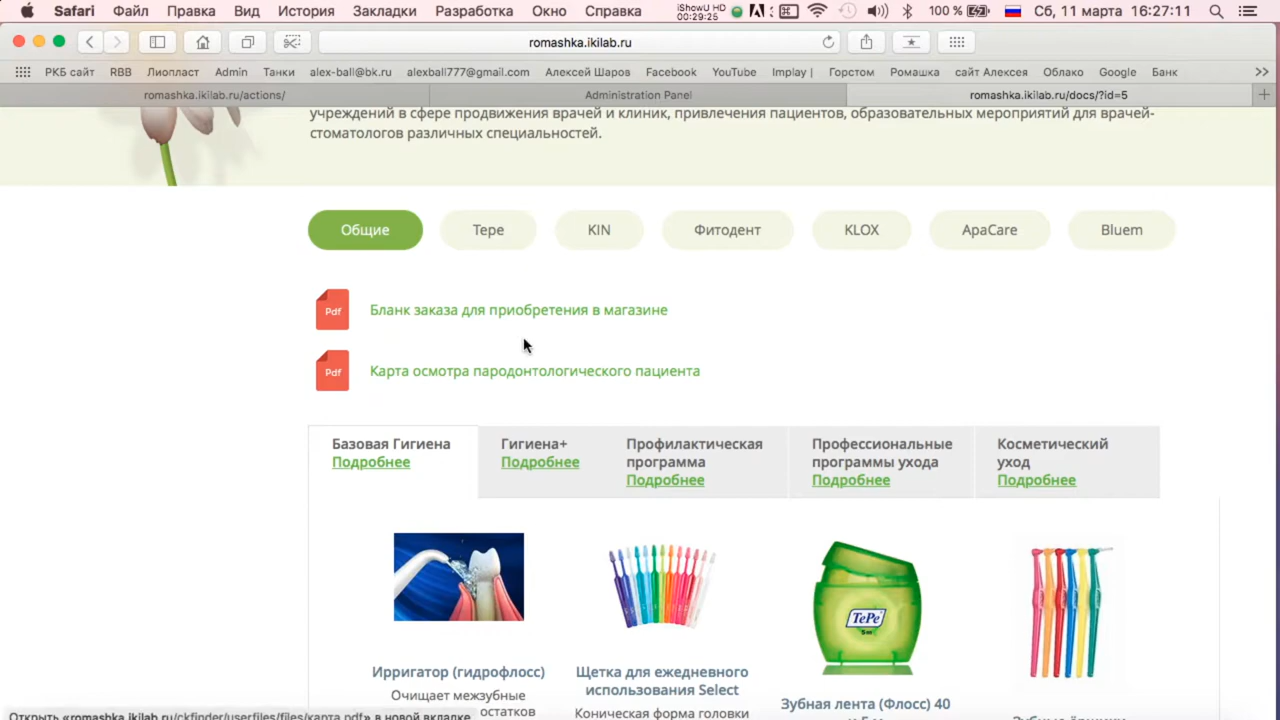 Safari Файл Правка Вид История Закладки Разработка Окно Справка iShowU HD 00:29:25 100 % Сб, 11 марта 16:27:11
romashka.ikilab.ru
РКБ сайт RBB Лиопласт Admin Танки alex-ball@bk.ru alexball777@gmail.com Алексей Шаров Facebook YouTube Implay | Горстом Ромашка сайт Алексея Облако Google Банк
romashka.ikilab.ru/actions/ Administration Panel romashka.ikilab.ru/docs/?id=5
учреждений в сфере продвижения врачей и клиник, привлечения пациентов, образовательных мероприятий для врачей-
стоматологов различных специальностей.
Общие Tepe KIN Фитодент KLOX ApaCare Bluem
Pdf Бланк заказа для приобретения в магазине
Pdf Карта осмотра пародонтологического пациента
Базовая Гигиена
Подробнее
Гигиена+
Подробнее
Профилактическая
программа
Подробнее
Профессиональные
программы ухода
Подробнее
Косметический
уход
Подробнее
TePe
5m
Ирригатор (гидрофлосс)
Очищает межзубные
остатков
Щетка для ежедневного
использования Select
Коническая форма головки
Зубная лента (Флосс) 40
Открыть «romashka.ikilab.ru/ckfinder/userfiles/files/карта.pdf» в новой вкладке